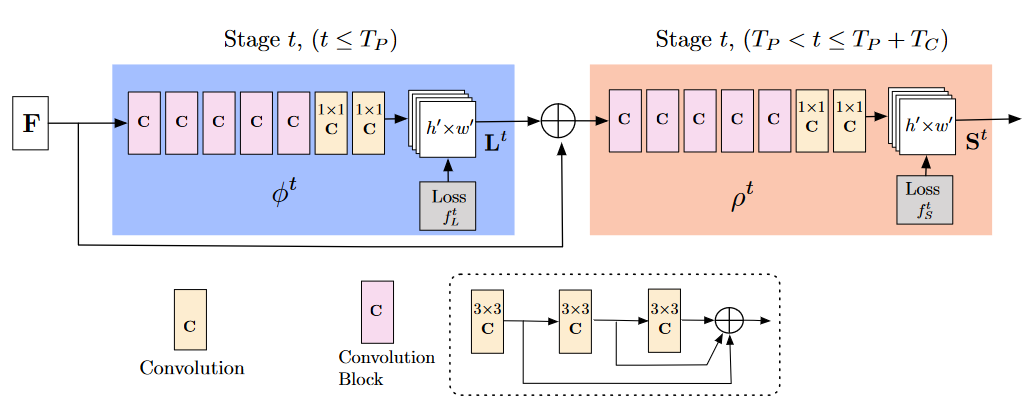 Stage t, (t ≤ T_P)
Stage t, (T_P < t ≤ T_P + T_C)
F
C C C C C 1×1 C 1×1 C
h′×w′
L^t
Loss
f_L^t
ϕ^t
C C C C C 1×1 C 1×1 C
h′×w′
S^t
Loss
f_S^t
ρ^t
C
Convolution
C
Convolution
Block
3×3 3×3 3×3
C C C